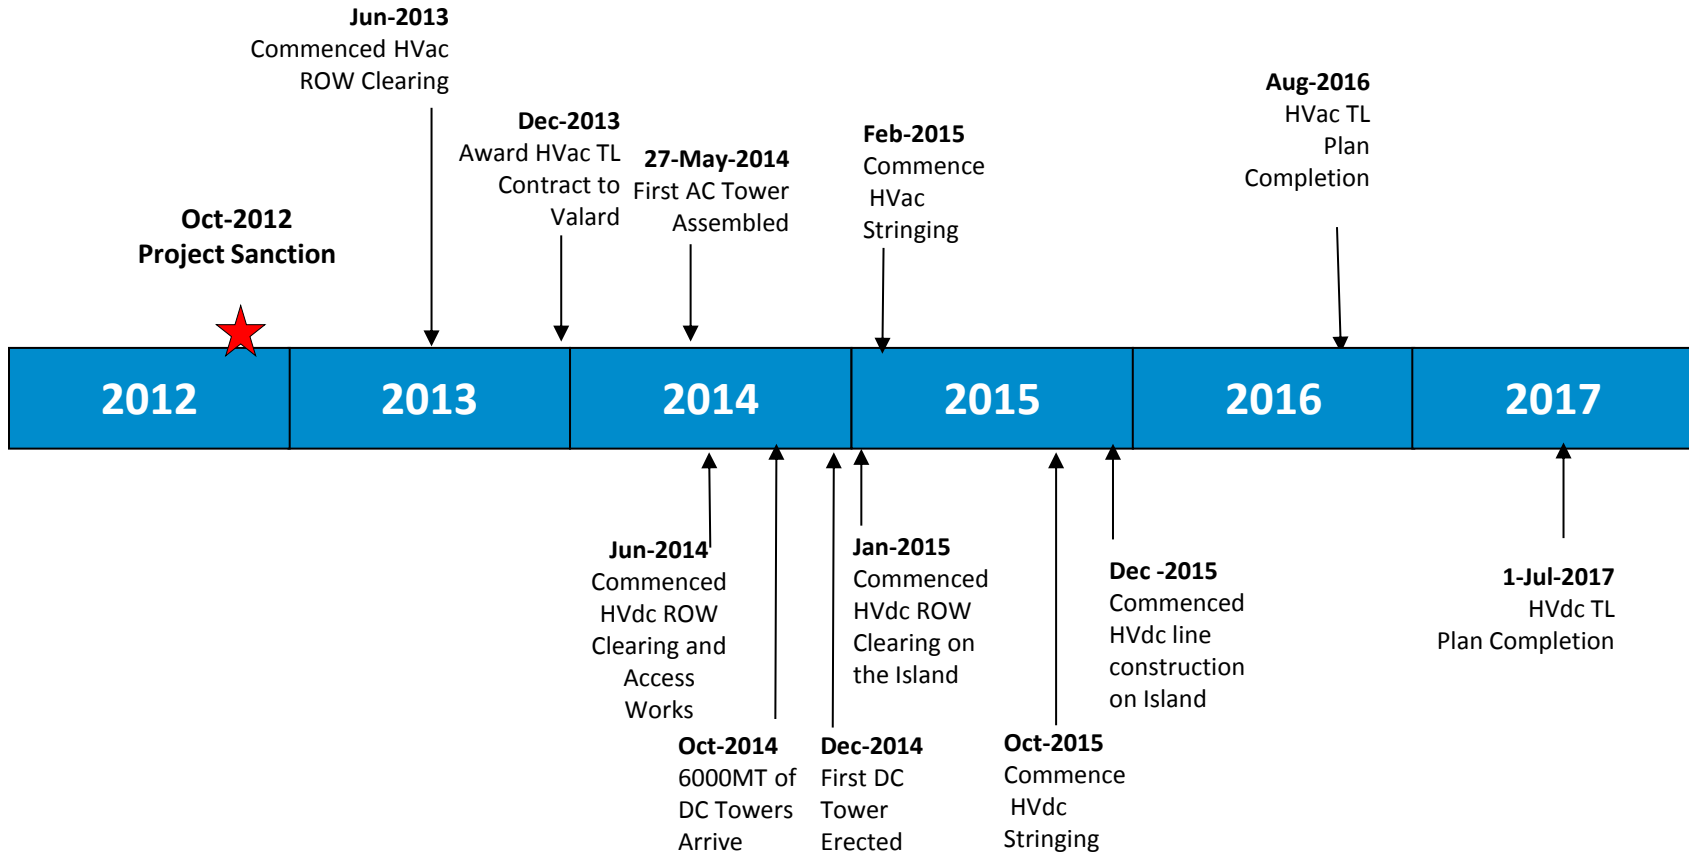 Jun-2013
Commenced HVac
ROW Clearing
Dec-2013
Award HVac TL
Contract to
Valard
27-May-2014
First AC Tower
Assembled
Feb-2015
Commence
HVac
Stringing
Aug-2016
HVac TL
Plan
Completion
Oct-2012
Project Sanction
2012
2013
2014
2015
2016
2017
Jun-2014
Commenced
HVdc ROW
Clearing and
Access
Works
Oct-2014
6000MT of
DC Towers
Arrive
Dec-2014
First DC
Tower
Erected
Jan-2015
Commenced
HVdc ROW
Clearing on
the Island
Oct-2015
Commence
HVdc
Stringing
Dec -2015
Commenced
HVdc line
construction
on Island
1-Jul-2017
HVdc TL
Plan Completion